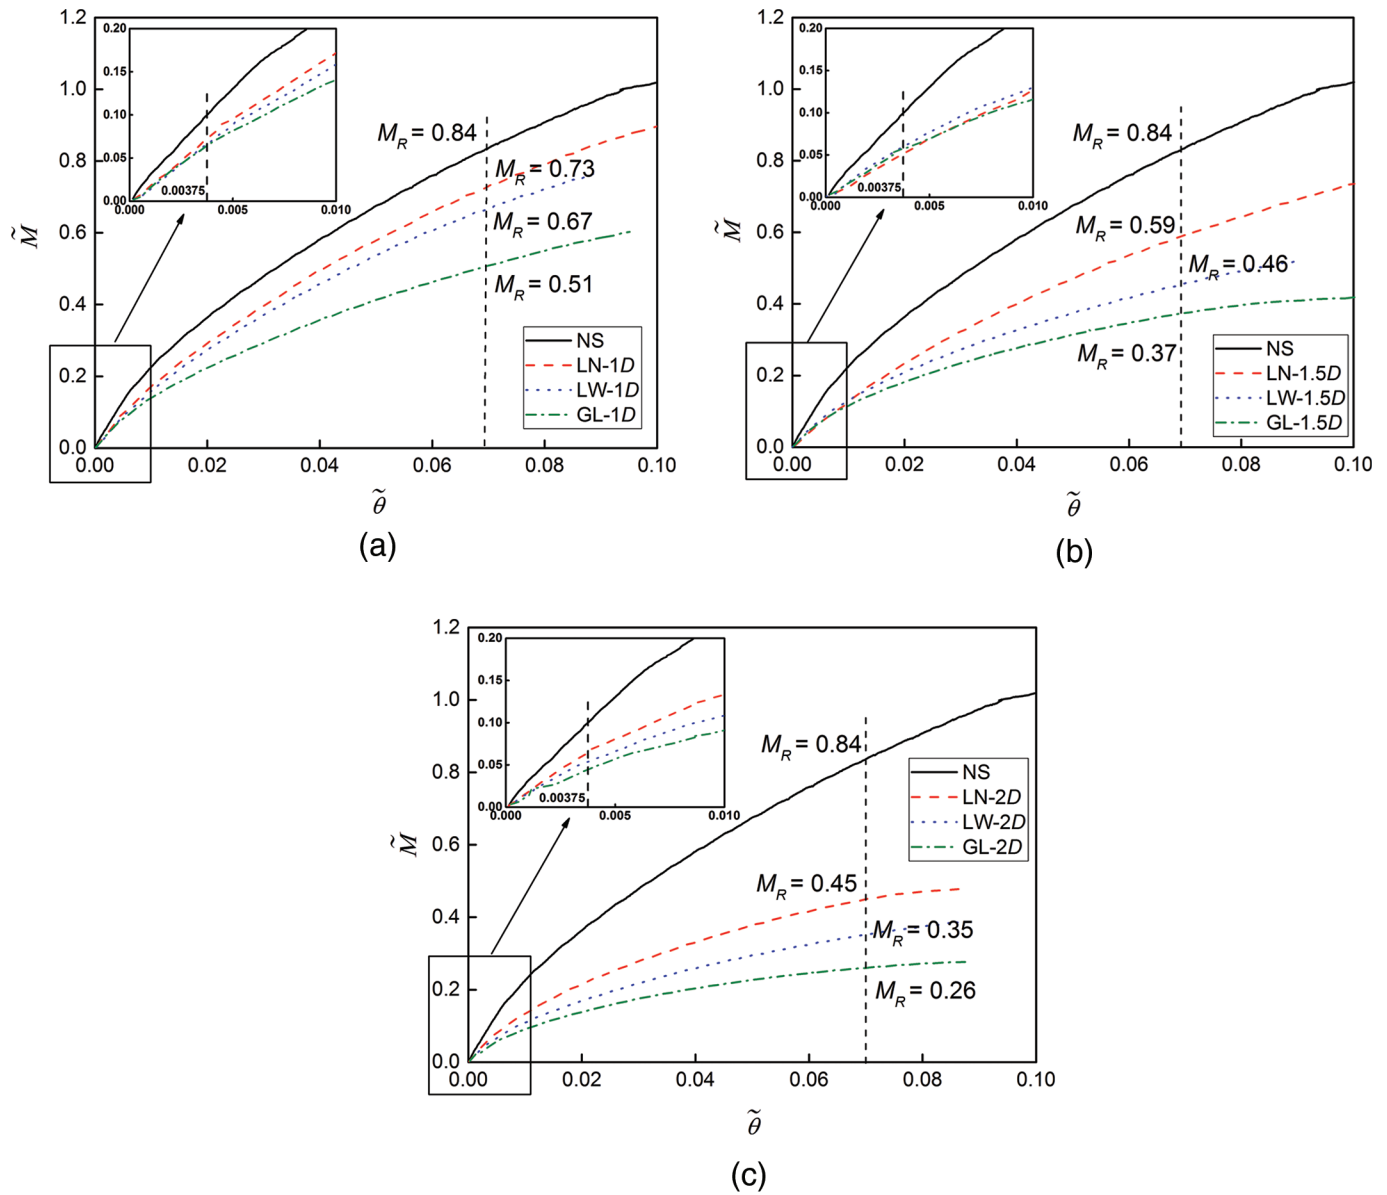 1.2
1.0
0.8
0.6
0.4
0.2
0.0
0.00 0.02 0.04 0.06 0.08 0.10
M̃
θ̃
0.20
0.15
0.10
0.05
0.00
0.000 0.005 0.010
0.00375
M_R = 0.84
M_R = 0.73
M_R = 0.67
M_R = 0.51
NS
LN-1D
LW-1D
GL-1D
(a)
1.2
1.0
0.8
0.6
0.4
0.2
0.0
0.00 0.02 0.04 0.06 0.08 0.10
M̃
θ̃
0.20
0.15
0.10
0.05
0.00
0.000 0.005 0.010
0.00375
M_R = 0.84
M_R = 0.59
M_R = 0.46
M_R = 0.37
NS
LN-1.5D
LW-1.5D
GL-1.5D
(b)
1.2
1.0
0.8
0.6
0.4
0.2
0.0
0.00 0.02 0.04 0.06 0.08 0.10
M̃
θ̃
0.20
0.15
0.10
0.05
0.00
0.000 0.005 0.010
0.00375
M_R = 0.84
M_R = 0.45
M_R = 0.35
M_R = 0.26
NS
LN-2D
LW-2D
GL-2D
(c)